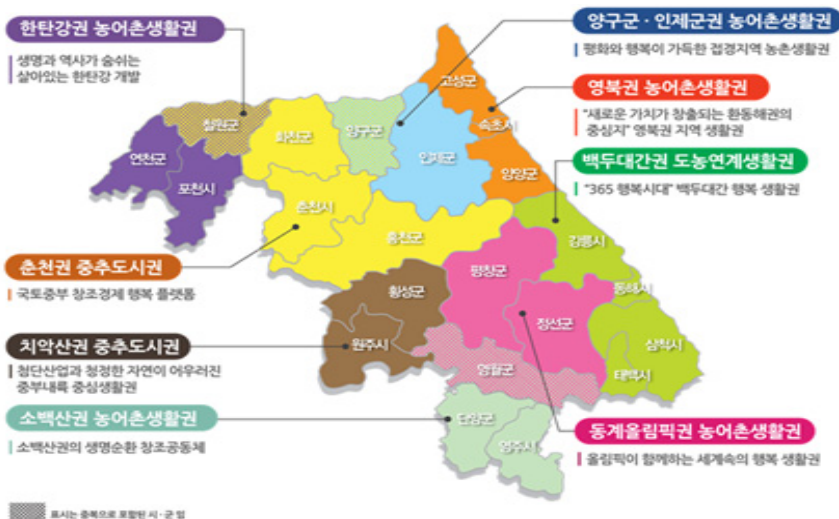 한탄강권 농어촌생활권
생명과 역사가 숨쉬는
살아있는 한탄강 개발
양구군 · 인제군권 농어촌생활권
평화와 행복이 가득한 접경지역 농촌생활권
영북권 농어촌생활권
"새로운 가치가 창출되는 환동해권의
중심지" 영북권 지역 생활권
백두대간권 도농연계생활권
"365 행복시대" 백두대간 행복 생활권
고성군
속초시
양양군
철원군
화천군
양구군
인제군
연천군
포천시
춘천시
홍천군
강릉시
평창군
동해시
횡성군
정선군
삼척시
원주시
영월군
태백시
단양군
영주시
춘천권 중추도시권
국토중부 창조경제 행복 플랫폼
치악산권 중추도시권
첨단산업과 청정한 자연이 어우러진
중부내륙 중심생활권
소백산권 농어촌생활권
소백산권의 생명순환 창조공동체
동계올림픽권 농어촌생활권
올림픽이 함께하는 세계속의 행복 생활권
표시는 중복으로 포함된 시 · 군 임